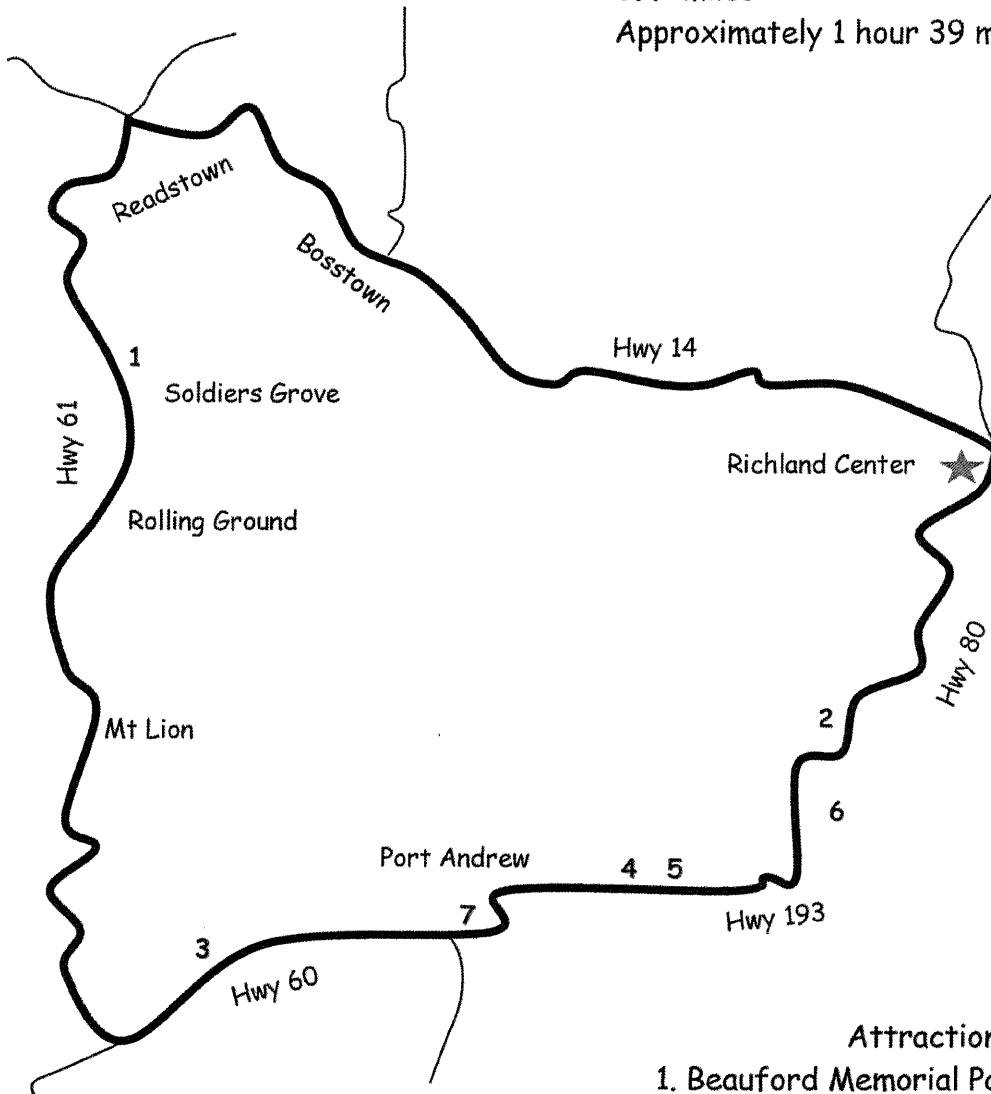 Approximately 1 hour 39 m
Readstown
Bosstown
Hwy 14
1
Soldiers Grove
Hwy 61
Richland Center
Rolling Ground
Hwy 80
2
Mt Lion
6
Port Andrew
4 5
7
Hwy 193
3
Hwy 60
Attraction
1. Beauford Memorial Pa